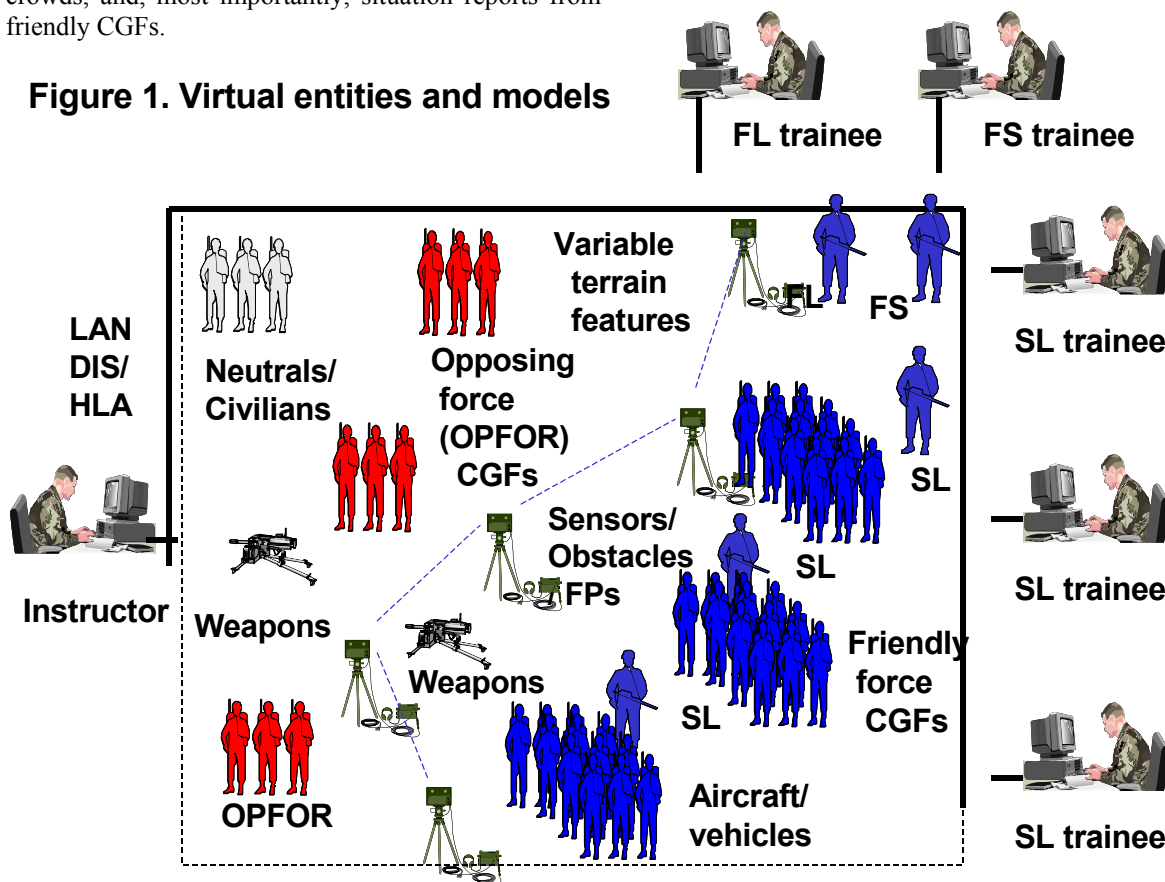 crowds, and, most importantly, situation reports from
friendly CGFs.
Figure 1. Virtual entities and models
FL trainee
FS trainee
Variable
terrain
features
FL
FS
SL trainee
LAN
DIS/
HLA
Neutrals/
Civilians
Opposing
force
(OPFOR)
CGFs
SL
Sensors/
Obstacles
FPs
SL
SL trainee
Instructor
Weapons
Weapons
SL
Friendly
force
CGFs
OPFOR
Aircraft/
vehicles
SL trainee